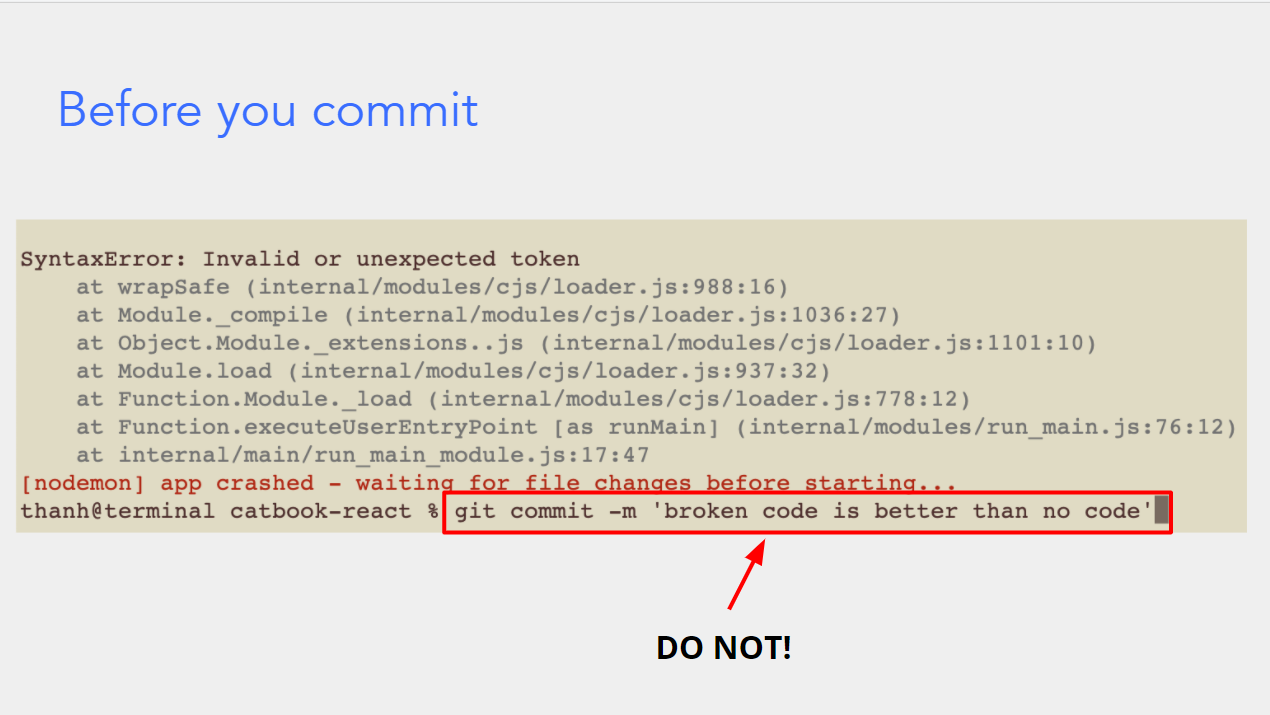 Before you commit
SyntaxError: Invalid or unexpected token
    at wrapSafe (internal/modules/cjs/loader.js:988:16)
    at Module._compile (internal/modules/cjs/loader.js:1036:27)
    at Object.Module._extensions..js (internal/modules/cjs/loader.js:1101:10)
    at Module.load (internal/modules/cjs/loader.js:937:32)
    at Function.Module._load (internal/modules/cjs/loader.js:778:12)
    at Function.executeUserEntryPoint [as runMain] (internal/modules/run_main.js:76:12)
    at internal/main/run_main_module.js:17:47
[nodemon] app crashed - waiting for file changes before starting...
thanh@terminal catbook-react % git commit -m 'broken code is better than no code'
DO NOT!